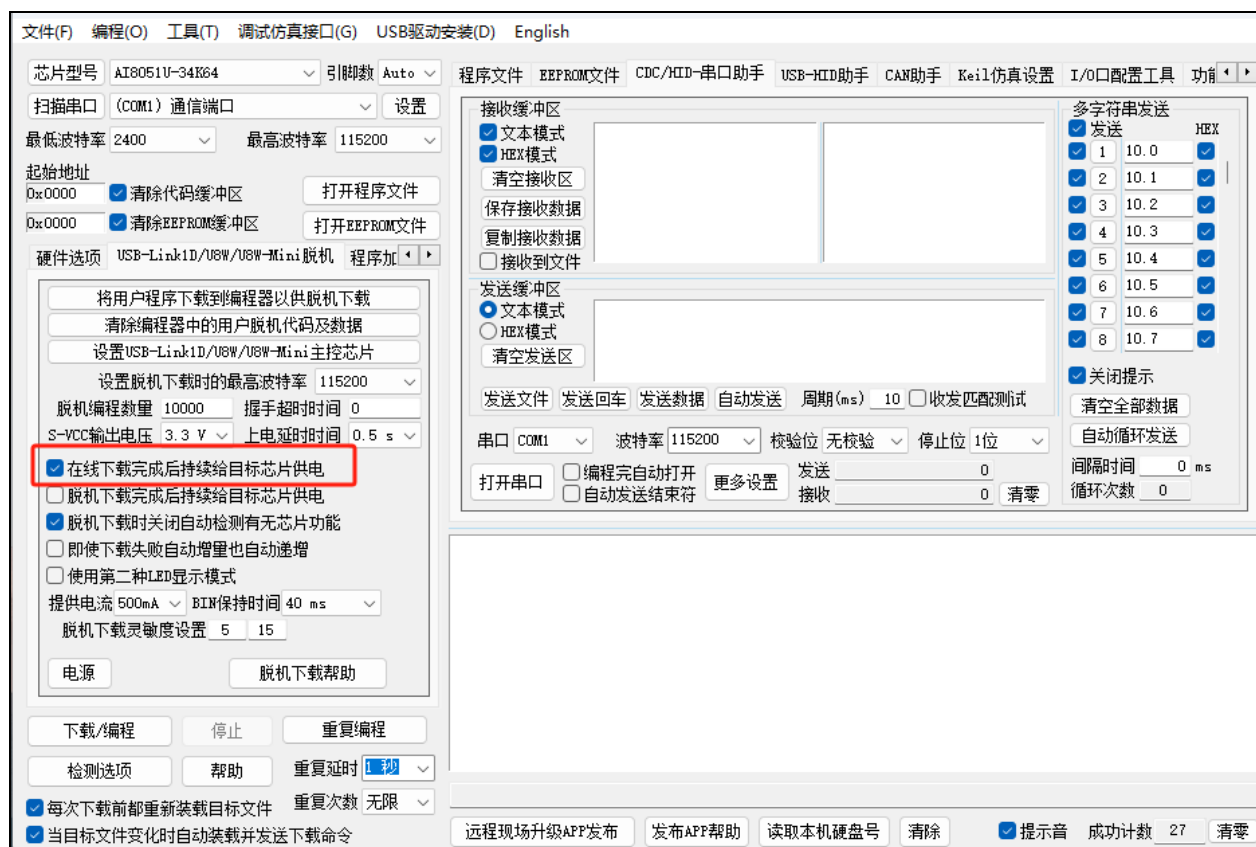 文件(F) 编程(O) 工具(T) 调试仿真接口(G) USB驱动安装(D) English
芯片型号 AI8051U-34K64 引脚数 Auto
扫描串口 (COM1) 通信端口 设置
最低波特率 2400 最高波特率 115200
起始地址
0x0000 清除代码缓冲区 打开程序文件
0x0000 清除EEPROM缓冲区 打开EEPROM文件
硬件选项 USB-Link1D/U8W/U8W-Mini脱机 程序加
将用户程序下载到编程器以供脱机下载
清除编程器中的用户脱机代码及数据
设置USB-Link1D/U8W/U8W-Mini主控芯片
设置脱机下载时的最高波特率 115200
脱机编程数量 10000 握手超时时间 0
S-VCC输出电压 3.3 V 上电延时时间 0.5 s
在线下载完成后持续给目标芯片供电
脱机下载完成后持续给目标芯片供电
脱机下载时关闭自动检测有无芯片功能
即使下载失败自动增量也自动递增
使用第二种LED显示模式
提供电流 500mA BIN保持时间 40 ms
脱机下载灵敏度设置 5 15
电源 脱机下载帮助
下载/编程 停止 重复编程
检测选项 帮助 重复延时 1 秒
每次下载前都重新装载目标文件 重复次数 无限
当目标文件变化时自动装载并发送下载命令
程序文件 EEPROM文件 CDC/HID-串口助手 USB-HID助手 CAN助手 Keil仿真设置 I/O口配置工具
接收缓冲区
文本模式
HEX模式
清空接收区
保存接收数据
复制接收数据
接收到文件
发送缓冲区
文本模式
HEX模式
清空发送区
发送文件 发送回车 发送数据 自动发送 周期(ms) 10 收发匹配测试
串口 COM1 波特率 115200 校验位 无校验 停止位 1位
打开串口 编程完自动打开 更多设置 发送 0
自动发送结束符 接收 0 清零
多字符串发送
发送 HEX
1 10.0
2 10.1
3 10.2
4 10.3
5 10.4
6 10.5
7 10.6
8 10.7
关闭提示
清空全部数据
自动循环发送
间隔时间 0 ms
循环次数 0
远程现场升级APP发布 发布APP帮助 读取本机硬盘号 清除 提示音 成功计数 27 清零